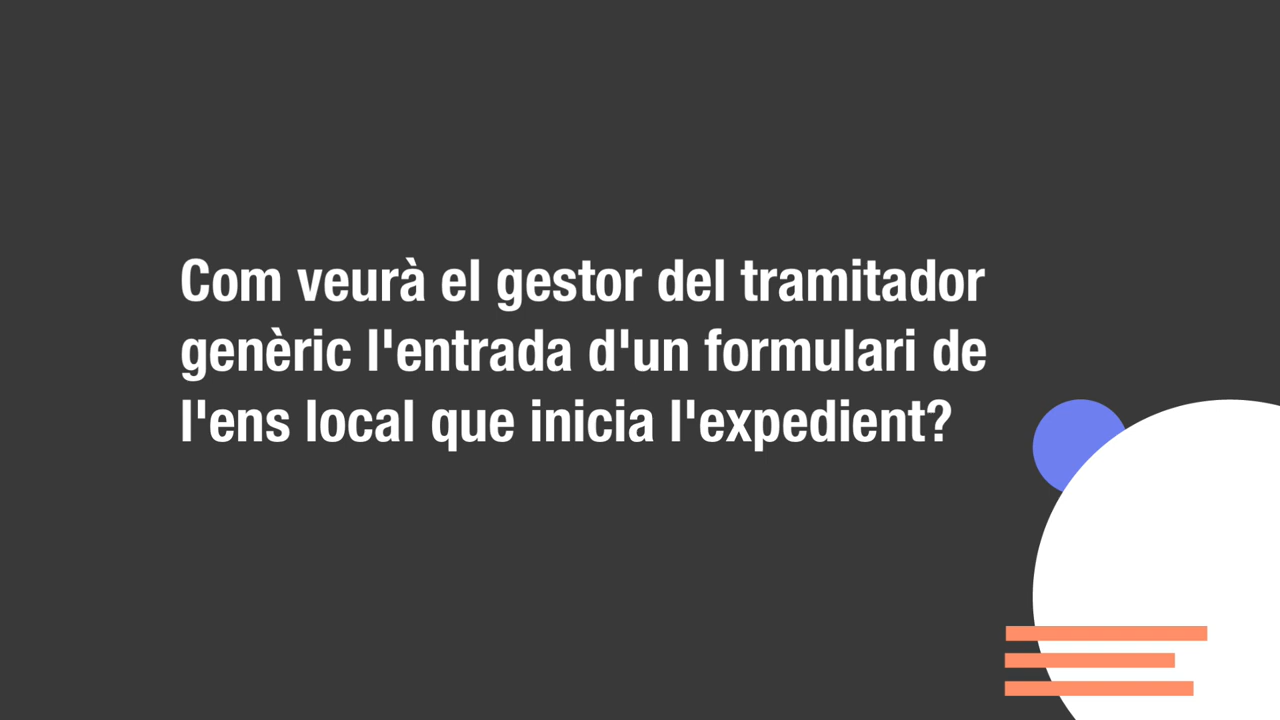 Com veurà el gestor del tramitador
genèric l'entrada d'un formulari de
l'ens local que inicia l'expedient?